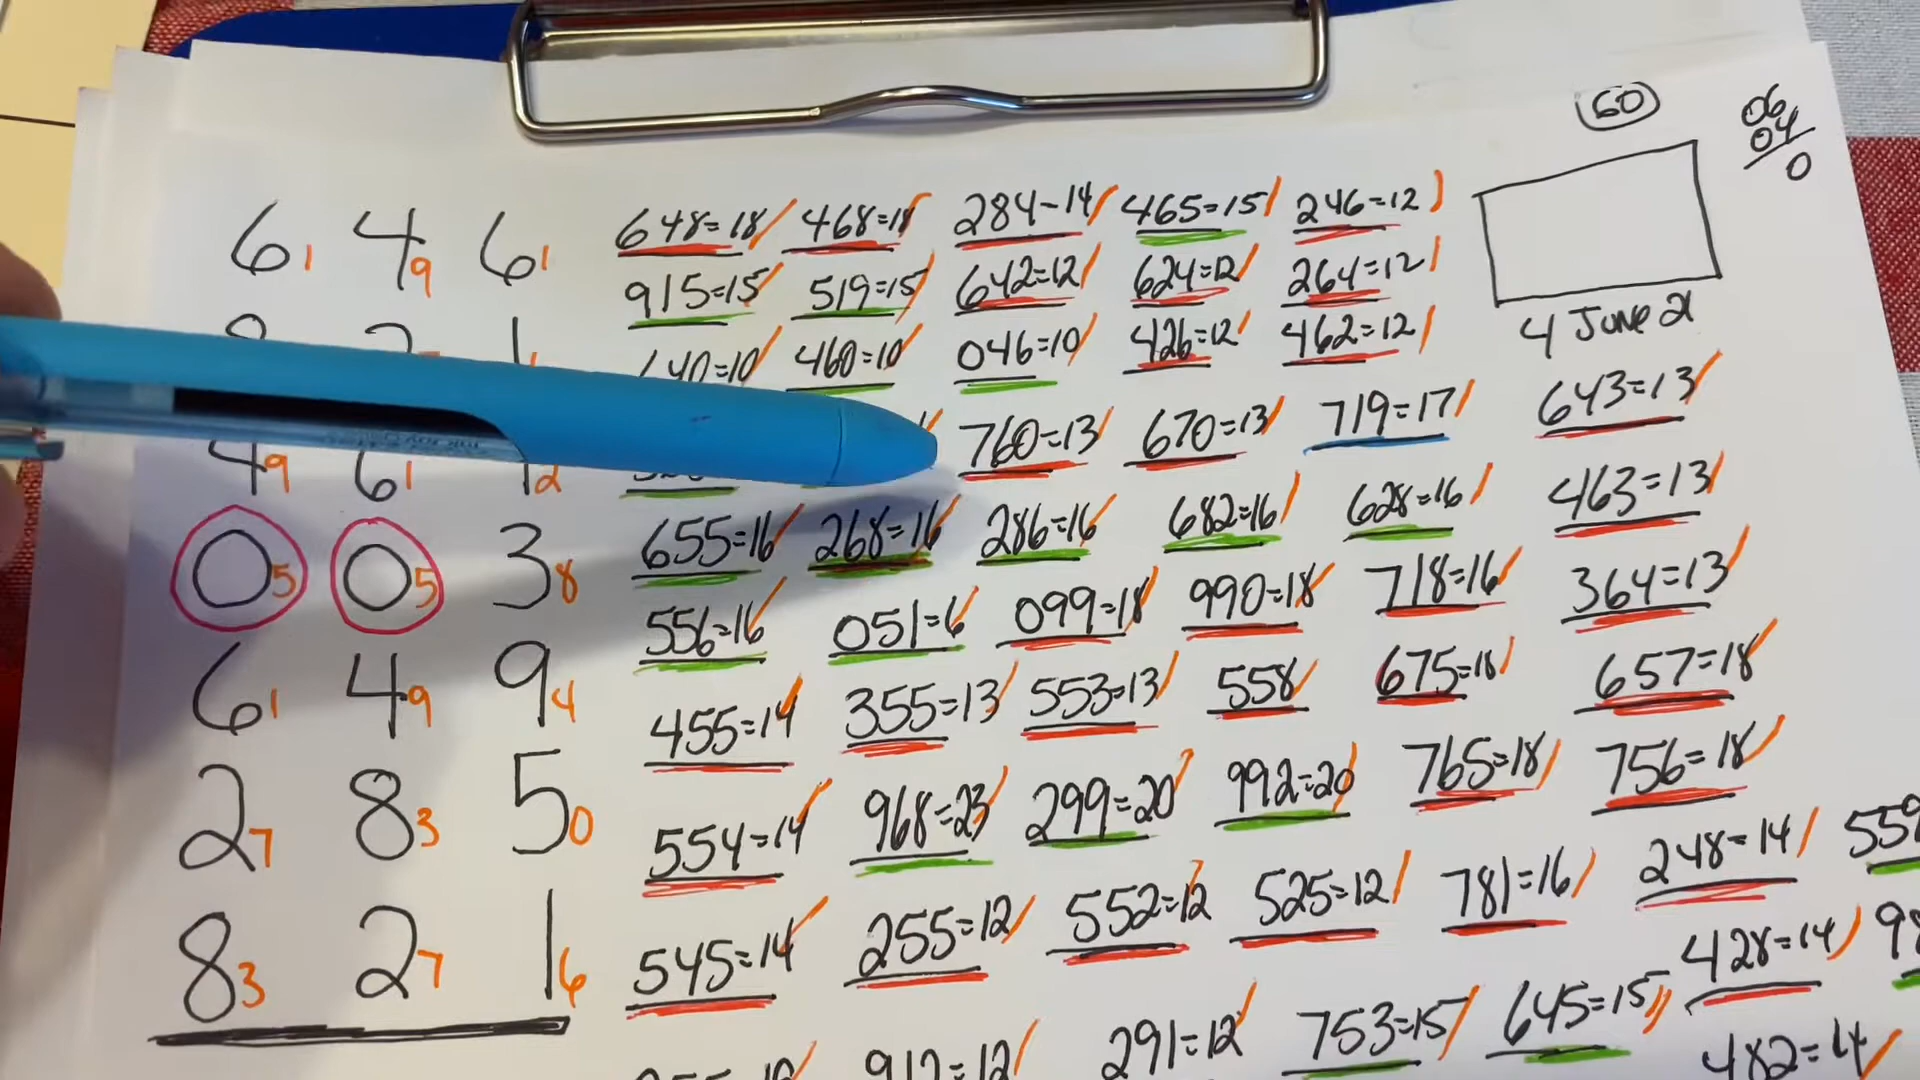 60
06
04
0
6 1 4 9 6 1 648=18 468=18 284-14 465=15 246=12
915=15 519=15 642=12 624=12 264=12
4 June 21
460=10 046=10 426=12 462=12
760=13 670=13 719=17 643=13
4 9 6 1 2
655=16 268=16 286=16 682=16 628=16 463=13
0 5 0 5 3 8
556=16 051=6 099=18 990=18 718=16 364=13
6 1 4 9 9 4 455=14 355=13 553=13 558 675=18 657=18
2 7 8 3 5 0 554=14 968=23 299=20 992=20 765=18 756=18
8 3 2 7 1 6 545=14 255=12 552=12 525=12 781=16 248=14 559
428=14
291=12 753=15 645=15 482=14